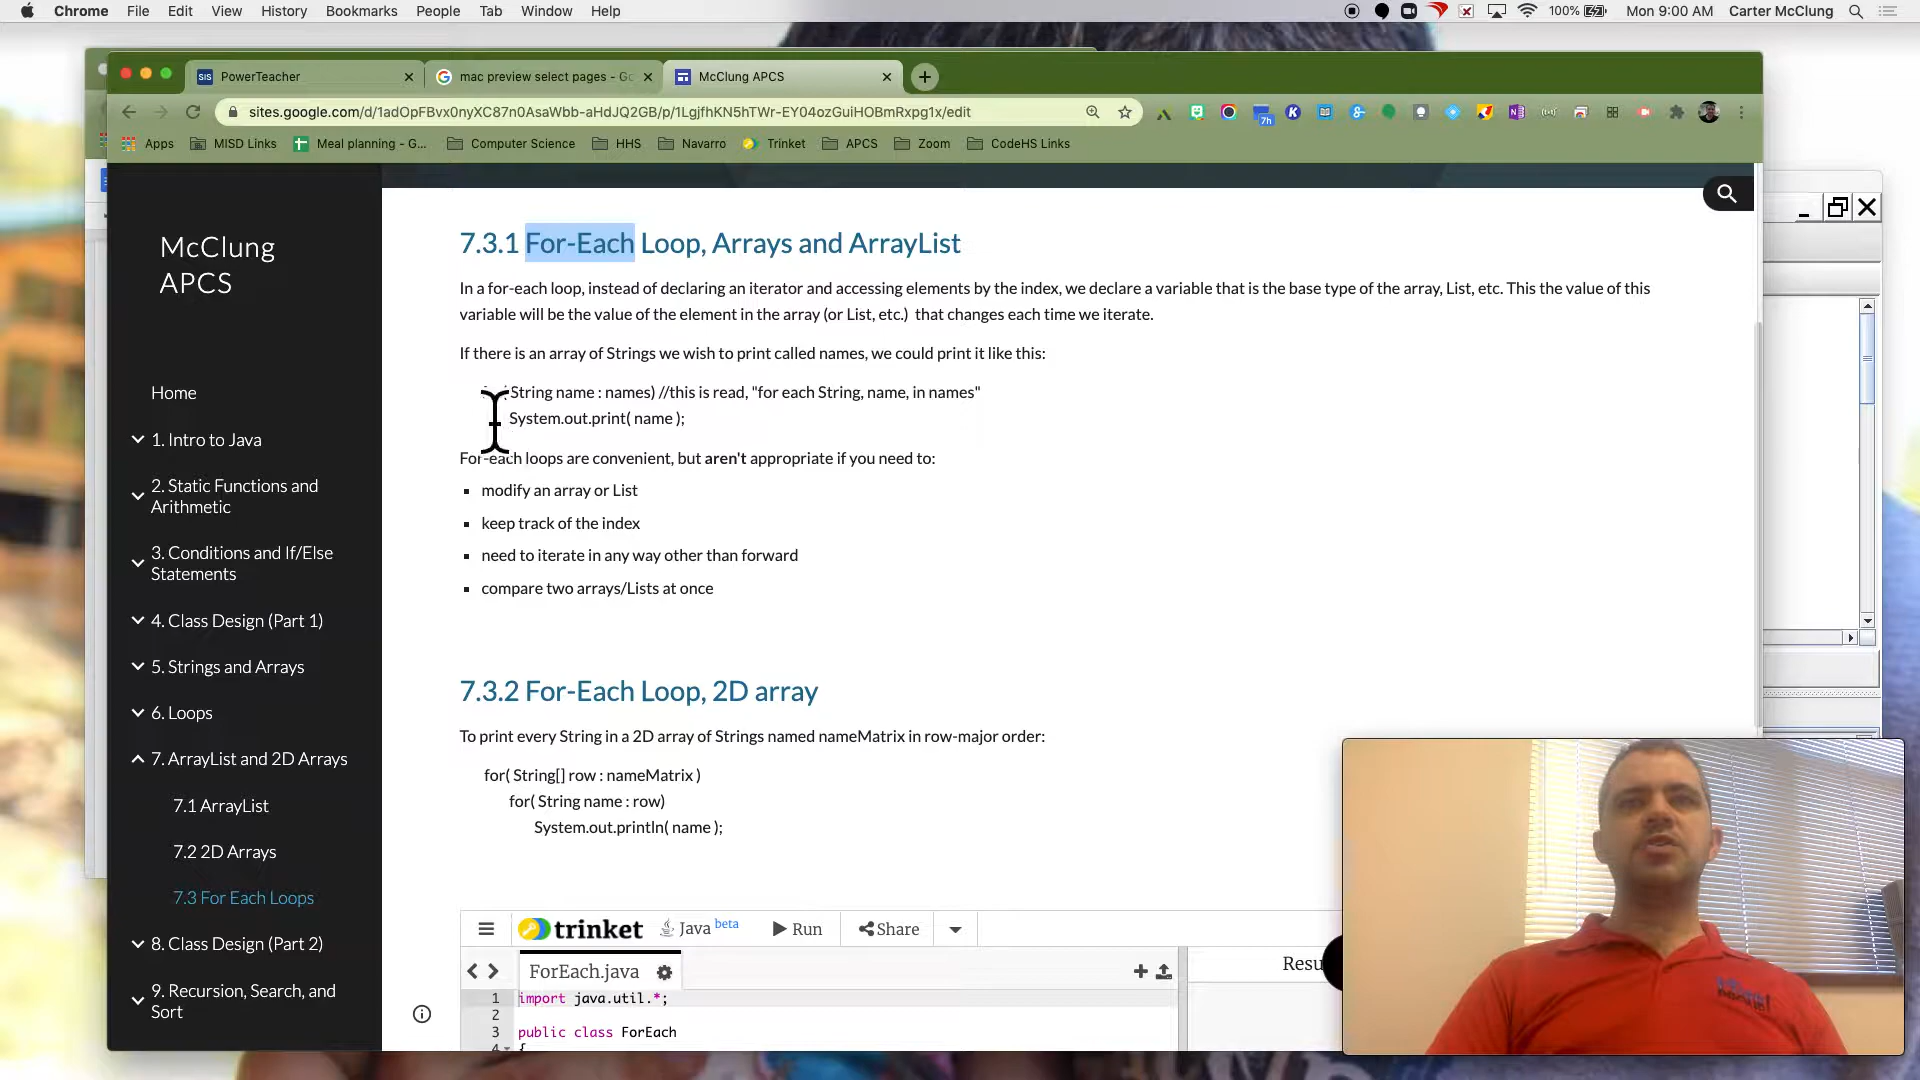 Chrome File Edit View History Bookmarks People Tab Window Help
100% Mon 9:00 AM Carter McClung
PowerTeacher
mac preview select pages - Go
McClung APCS
sites.google.com/d/1adOpFBvx0nyXC87n0AsaWbb-aHdJQ2GB/p/1LgjfhKN5hTWr-EY04ozGuiHOBmRxpg1x/edit
7h
Apps MISD Links Meal planning - G... Computer Science HHS Navarro Trinket APCS Zoom CodeHS Links
McClung
APCS
Home
1. Intro to Java
2. Static Functions and
Arithmetic
3. Conditions and If/Else
Statements
4. Class Design (Part 1)
5. Strings and Arrays
6. Loops
7. ArrayList and 2D Arrays
7.1 ArrayList
7.2 2D Arrays
7.3 For Each Loops
8. Class Design (Part 2)
9. Recursion, Search, and
Sort
7.3.1 For-Each Loop, Arrays and ArrayList
In a for-each loop, instead of declaring an iterator and accessing elements by the index, we declare a variable that is the base type of the array, List, etc. This the value of this
variable will be the value of the element in the array (or List, etc.) that changes each time we iterate.
If there is an array of Strings we wish to print called names, we could print it like this:
String name : names) //this is read, "for each String, name, in names"
System.out.print( name );
For-each loops are convenient, but aren't appropriate if you need to:
modify an array or List
keep track of the index
need to iterate in any way other than forward
compare two arrays/Lists at once
7.3.2 For-Each Loop, 2D array
To print every String in a 2D array of Strings named nameMatrix in row-major order:
for( String[] row : nameMatrix )
for( String name : row)
System.out.println( name );
trinket Java beta Run Share
ForEach.java
Resu
1 import java.util.*;
2
3 public class ForEach
4 {